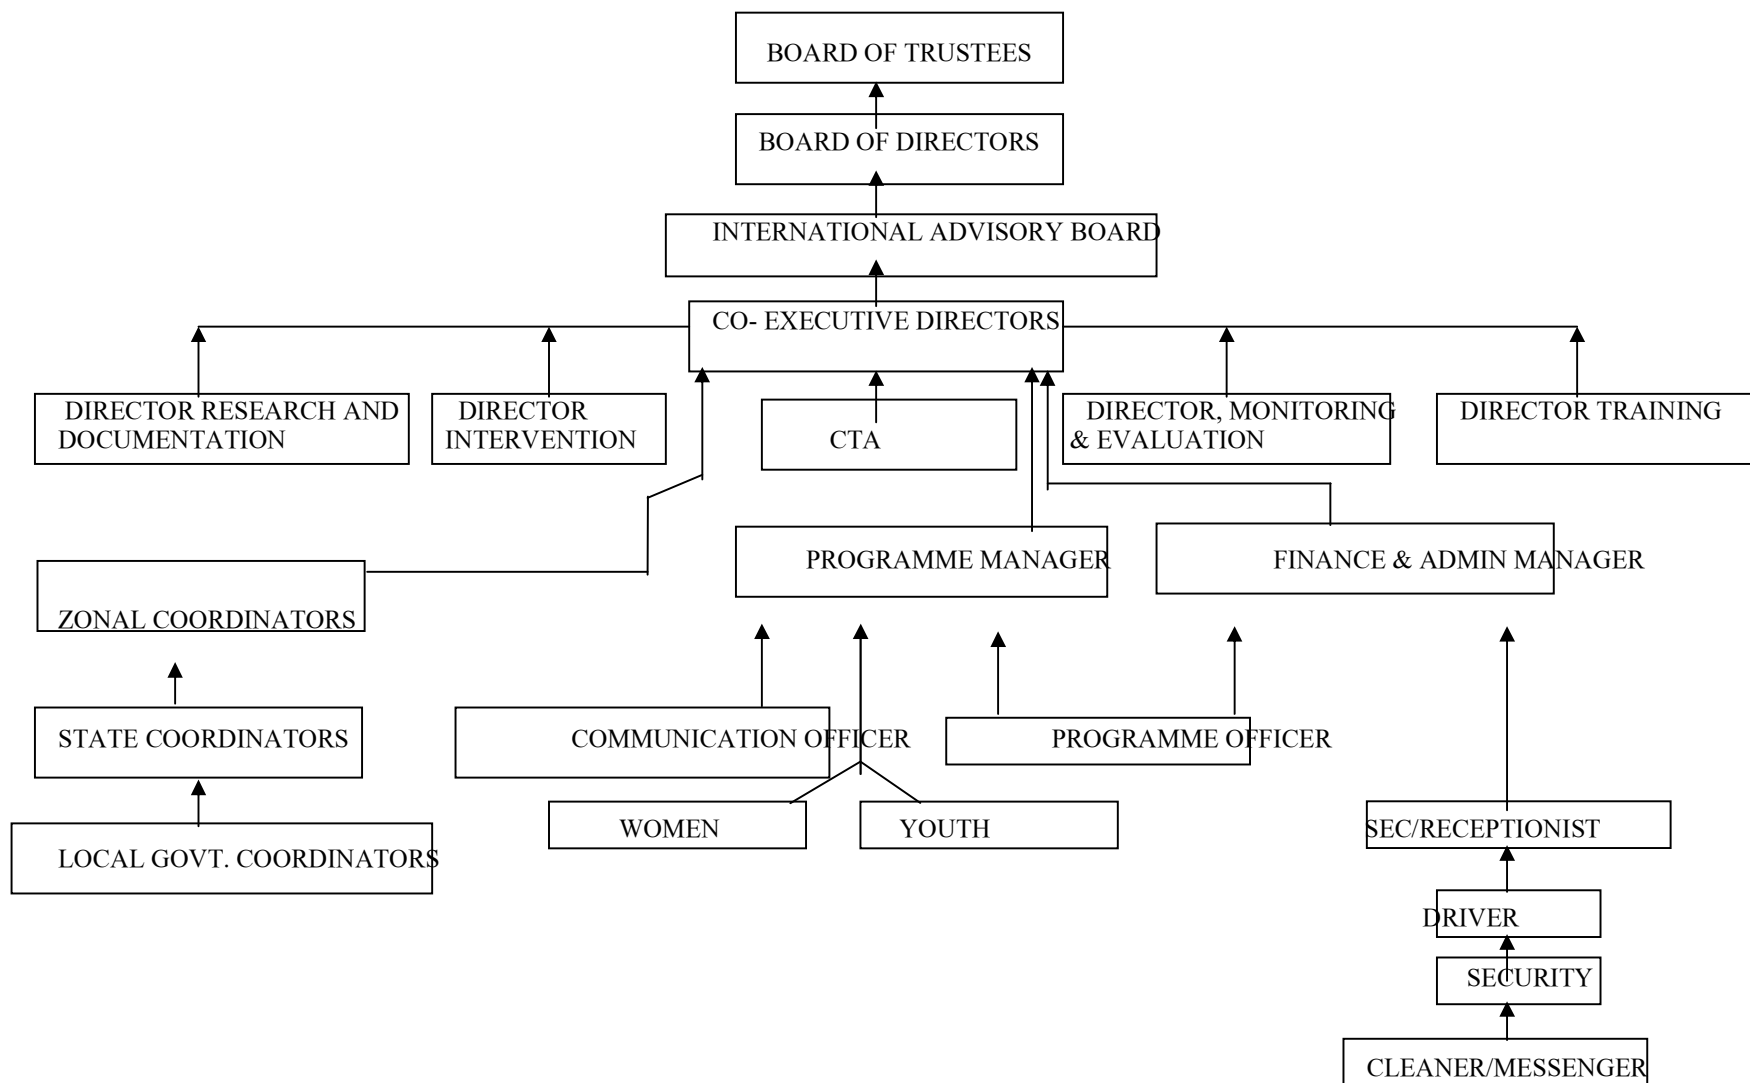 BOARD OF TRUSTEES
BOARD OF DIRECTORS
INTERNATIONAL ADVISORY BOARD
CO- EXECUTIVE DIRECTORS
DIRECTOR RESEARCH AND
DOCUMENTATION
DIRECTOR
INTERVENTION
CTA
DIRECTOR, MONITORING
& EVALUATION
DIRECTOR TRAINING
PROGRAMME MANAGER
FINANCE & ADMIN MANAGER
ZONAL COORDINATORS
STATE COORDINATORS
COMMUNICATION OFFICER
PROGRAMME OFFICER
WOMEN
YOUTH
SEC/RECEPTIONIST
LOCAL GOVT. COORDINATORS
DRIVER
SECURITY
CLEANER/MESSENGER